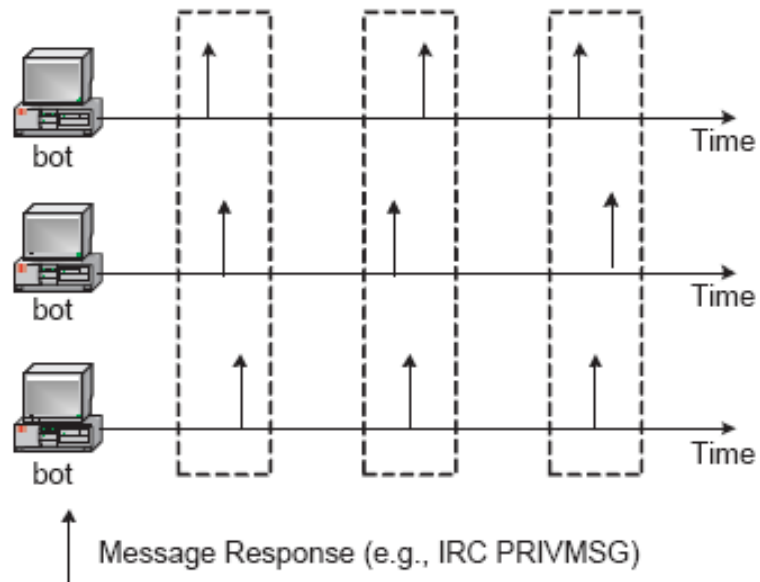 Time
bot
Time
bot
Time
bot
Message Response (e.g., IRC PRIVMSG)